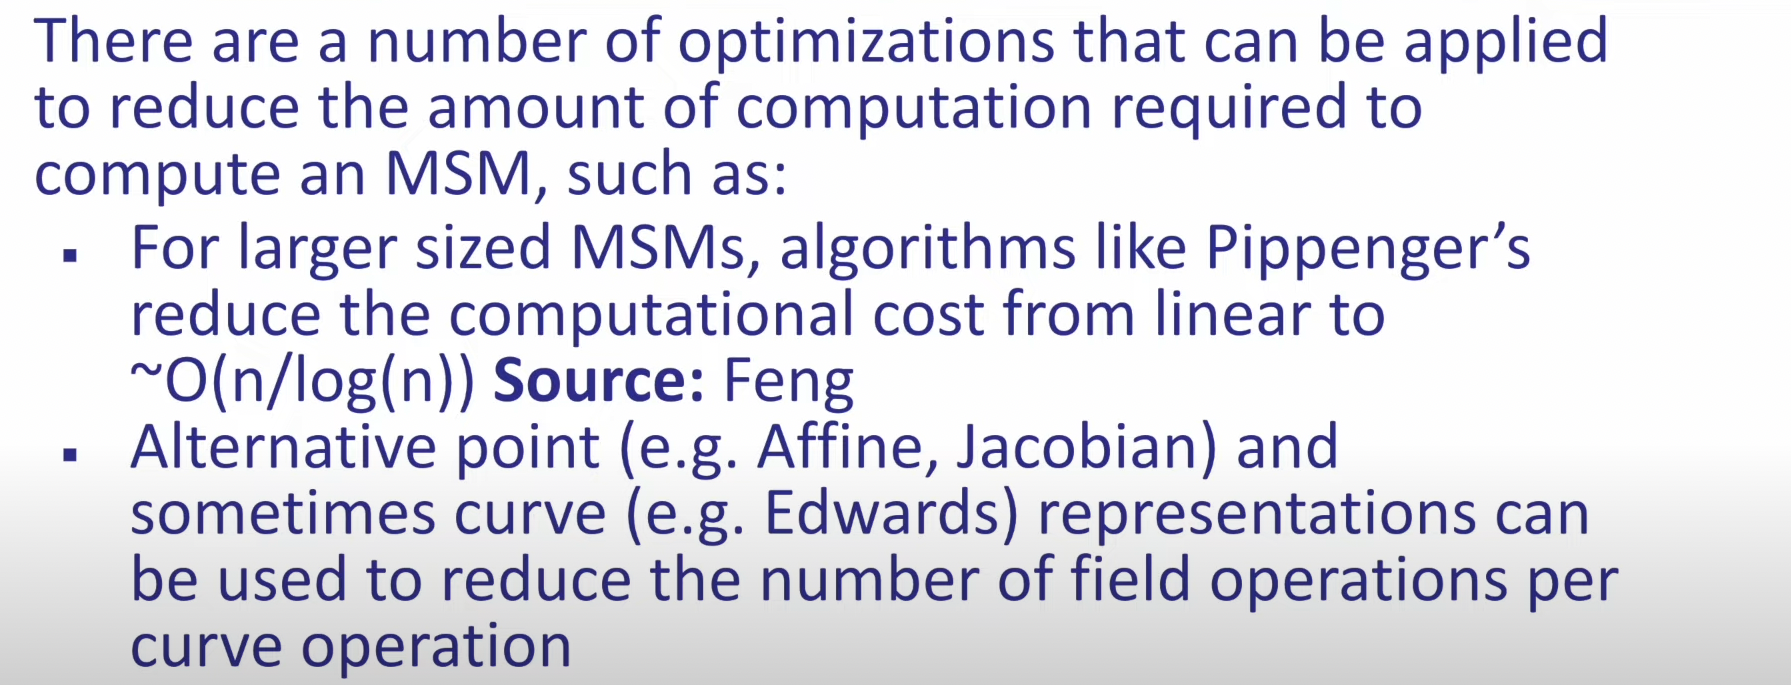 There are a number of optimizations that can be applied
to reduce the amount of computation required to
compute an MSM, such as:
▪ For larger sized MSMs, algorithms like Pippenger’s
reduce the computational cost from linear to
~O(n/log(n)) Source: Feng
▪ Alternative point (e.g. Affine, Jacobian) and
sometimes curve (e.g. Edwards) representations can
be used to reduce the number of field operations per
curve operation